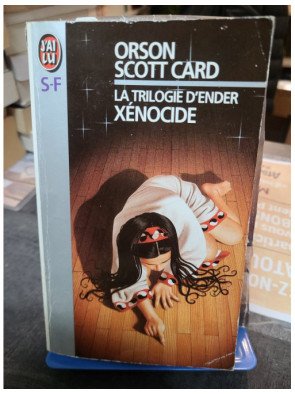 J'AI
LU
S-F
ORSON
SCOTT CARD
LA TRILOGIE D'ENDER
XÉNOCIDE